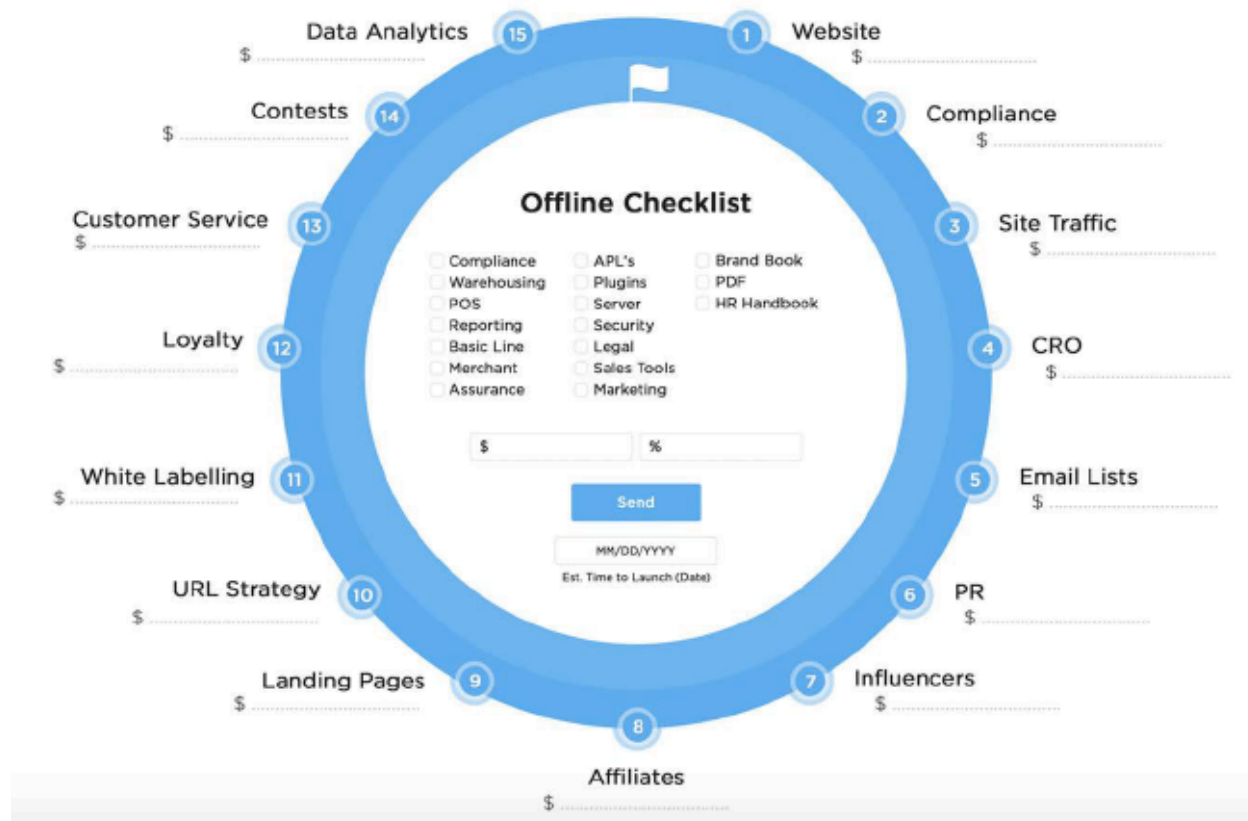 15 Data Analytics
$
1 Website
$
14 Contests
$
2 Compliance
$
13 Customer Service
$
3 Site Traffic
$
12 Loyalty
$
4 CRO
$
11 White Labelling
$
5 Email Lists
$
10 URL Strategy
$
6 PR
$
9 Landing Pages
$
7 Influencers
$
8
Affiliates
$
Offline Checklist
Compliance
Warehousing
POS
Reporting
Basic Line
Merchant
Assurance
APL's
Plugins
Server
Security
Legal
Sales Tools
Marketing
Brand Book
PDF
HR Handbook
$
%
Send
MM/DD/YYYY
Est. Time to Launch (Date)